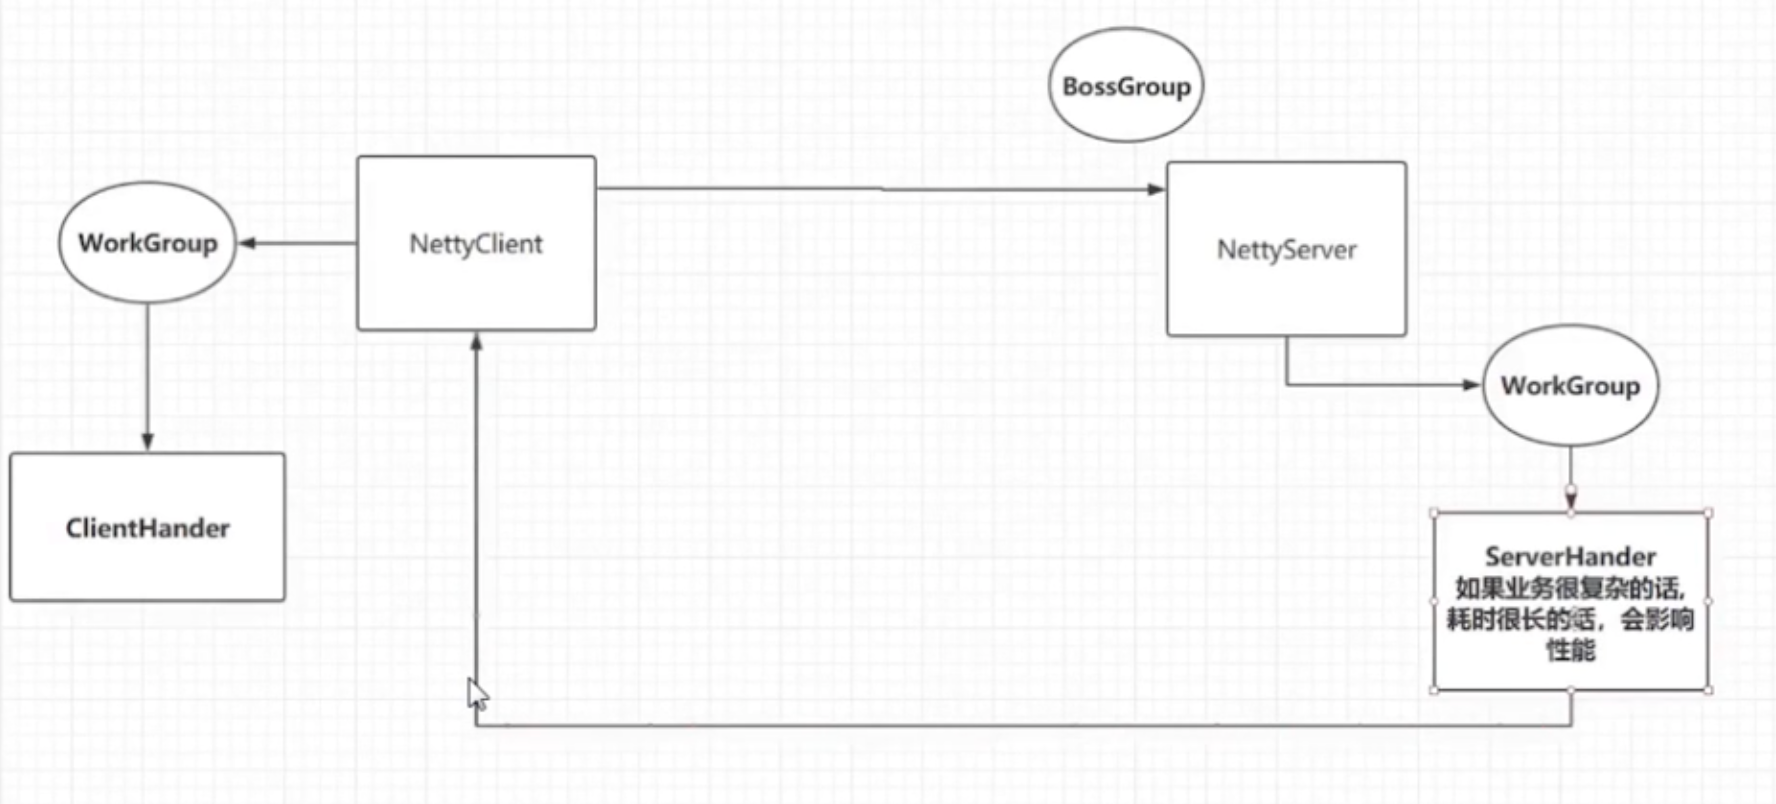 BossGroup
WorkGroup
NettyClient
NettyServer
WorkGroup
ClientHander
ServerHander
如果业务很复杂的话,
耗时很长的话，会影响
性能